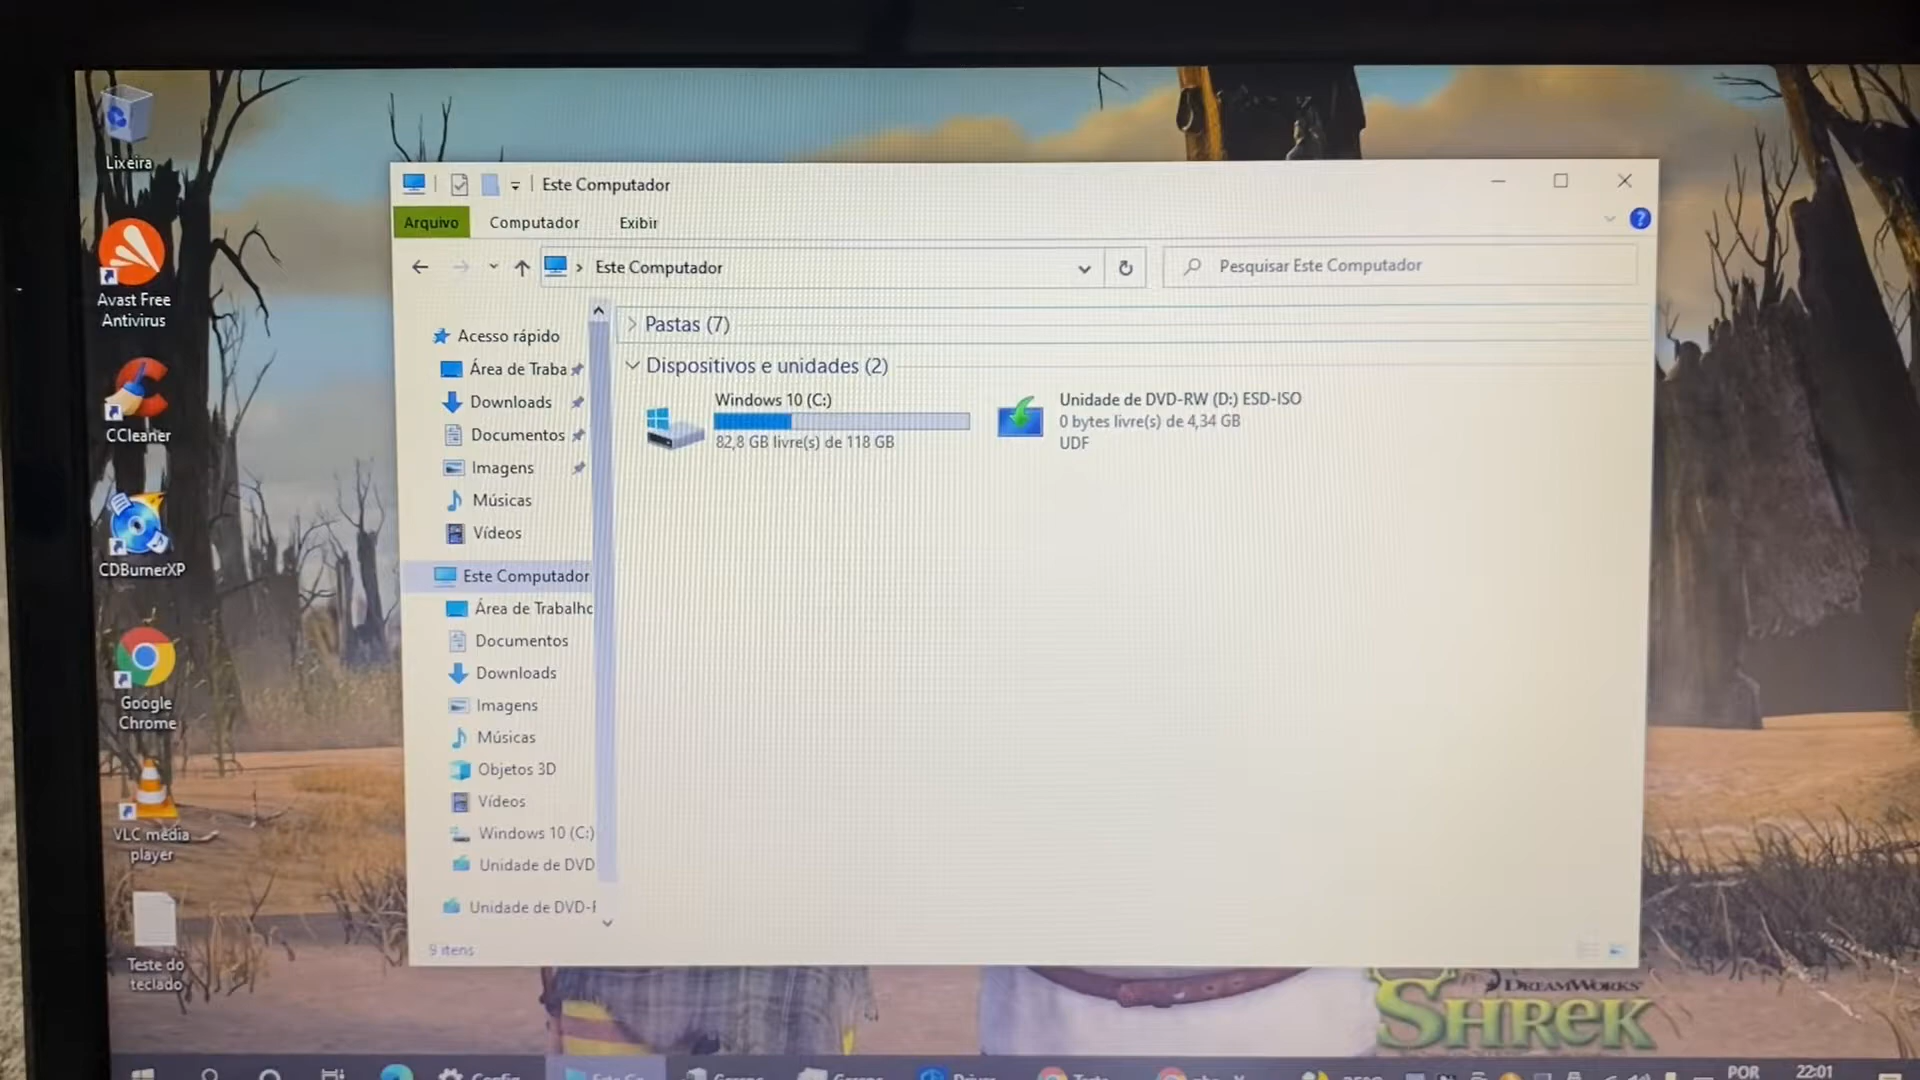 Lixeira
Avast Free
Antivirus
CCleaner
CDBurnerXP
Google
Chrome
VLC media
player
Teste do
teclado
Este Computador
Arquivo Computador Exibir
?
Este Computador
Pesquisar Este Computador
Acesso rápido
Área de Traba
Downloads
Documentos
Imagens
Músicas
Vídeos
Este Computador
Área de Trabalho
Documentos
Downloads
Imagens
Músicas
Objetos 3D
Vídeos
Windows 10 (C:)
Unidade de DVD
Unidade de DVD-F
9 itens
Pastas (7)
Dispositivos e unidades (2)
Windows 10 (C:)
82,8 GB livre(s) de 118 GB
Unidade de DVD-RW (D:) ESD-ISO
0 bytes livre(s) de 4,34 GB
UDF
DREAMWORKS
SHREK
POR
22:01